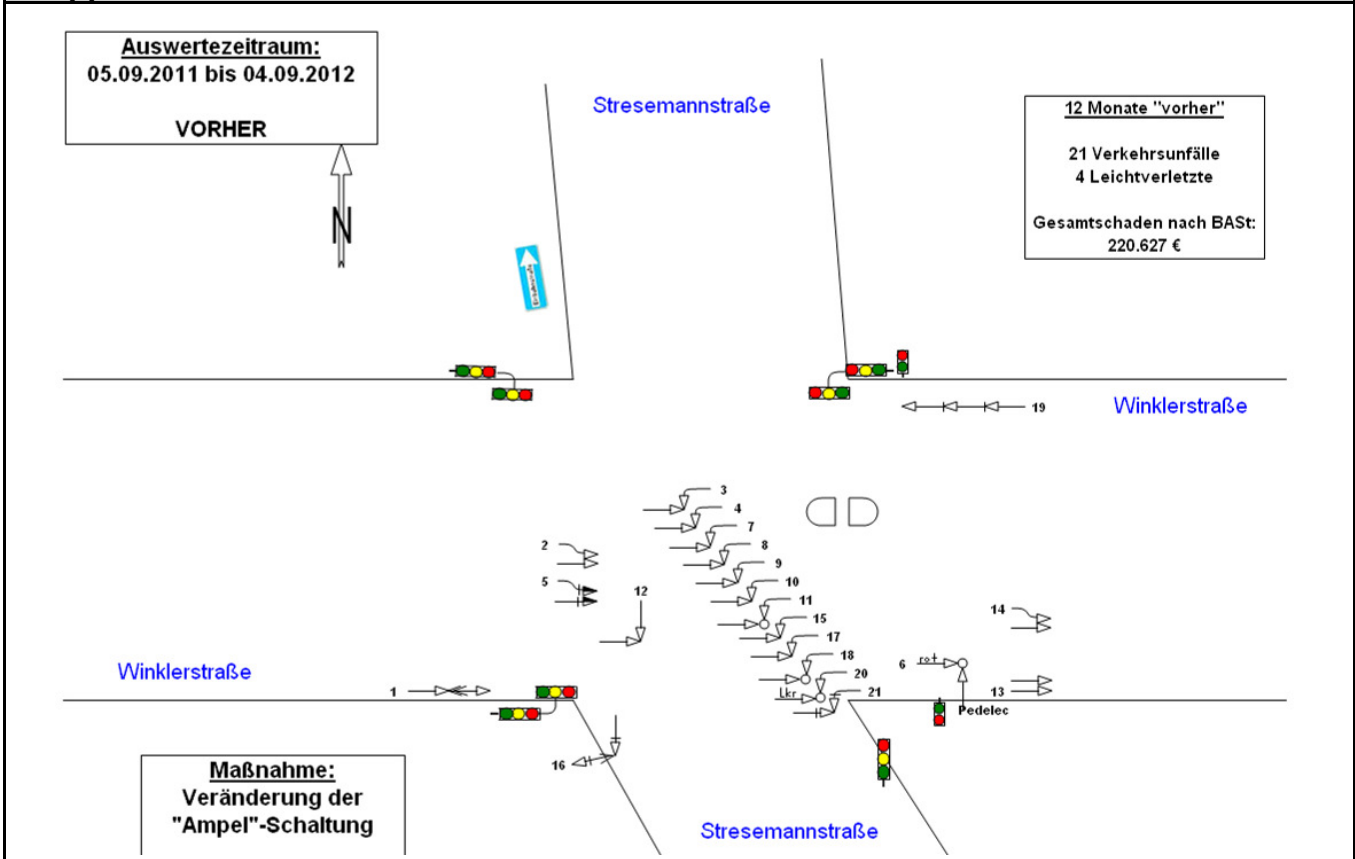 Auswertezeitraum:
05.09.2011 bis 04.09.2012
VORHER
N
Stresemannstraße
12 Monate "vorher"
21 Verkehrsunfälle
4 Leichtverletzte
Gesamtschaden nach BASt:
220.627 €
Einbahnstraße
19
Winklerstraße
3
4
7
8
9
10
11
15
17
18
20
Lkr
21
2
5
12
14
6
rot
13
Pedelec
Winklerstraße
1
16
Maßnahme:
Veränderung der
"Ampel"-Schaltung
Stresemannstraße